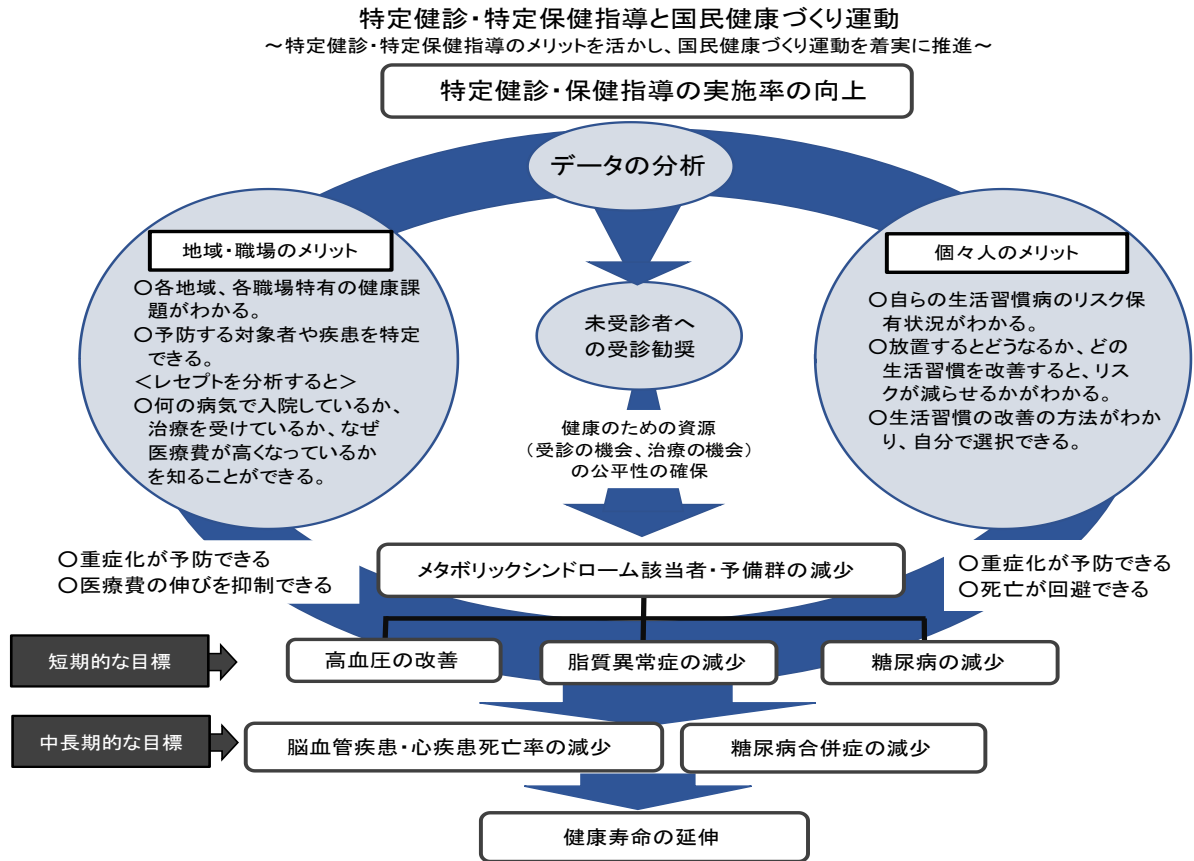 特定健診・特定保健指導と国民健康づくり運動
～特定健診・特定保健指導のメリットを活かし、国民健康づくり運動を着実に推進～
特定健診・保健指導の実施率の向上
データの分析
地域・職場のメリット
○各地域、各職場特有の健康課
題がわかる。
○予防する対象者や疾患を特定
できる。
＜レセプトを分析すると＞
○何の病気で入院しているか、
治療を受けているか、なぜ
医療費が高くなっているか
を知ることができる。
未受診者へ
の受診勧奨
個々人のメリット
○自らの生活習慣病のリスク保
有状況がわかる。
○放置するとどうなるか、どの
生活習慣を改善すると、リス
クが減らせるかがわかる。
○生活習慣の改善の方法がわか
り、自分で選択できる。
健康のための資源
（受診の機会、治療の機会）
の公平性の確保
○重症化が予防できる
○医療費の伸びを抑制できる
メタボリックシンドローム該当者・予備群の減少
○重症化が予防できる
○死亡が回避できる
短期的な目標
高血圧の改善
脂質異常症の減少
糖尿病の減少
中長期的な目標
脳血管疾患・心疾患死亡率の減少
糖尿病合併症の減少
健康寿命の延伸